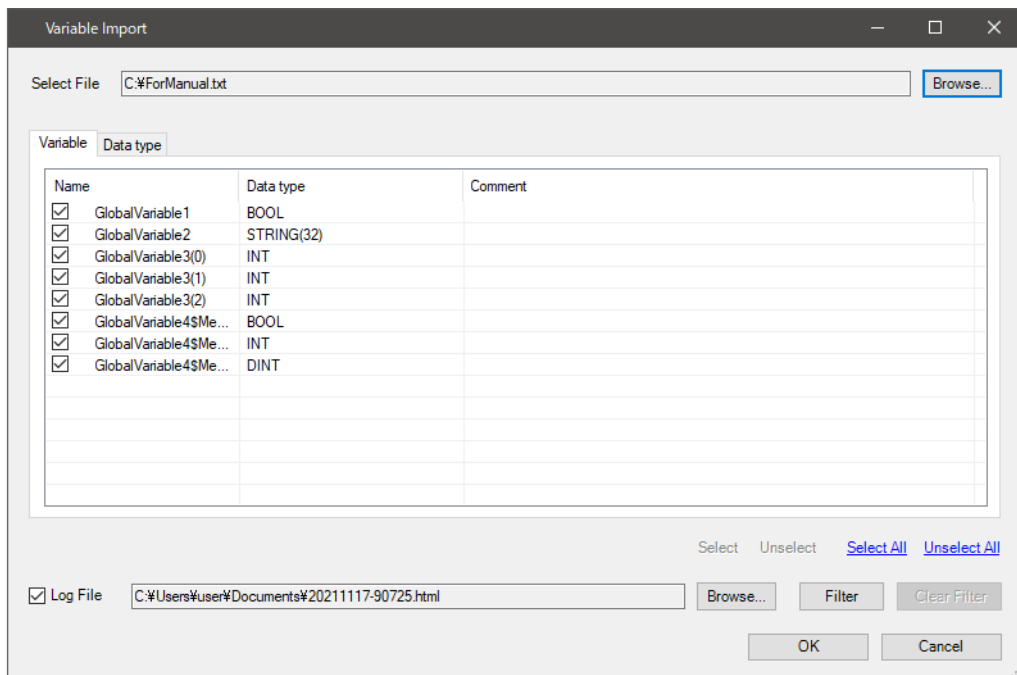 Variable Import
Select File C:¥ForManual.txt Browse...
Variable Data type
Name Data type Comment
GlobalVariable1 BOOL
GlobalVariable2 STRING(32)
GlobalVariable3(0) INT
GlobalVariable3(1) INT
GlobalVariable3(2) INT
GlobalVariable4$Me... BOOL
GlobalVariable4$Me... INT
GlobalVariable4$Me... DINT
Select Unselect Select All Unselect All
Log File C:¥Users¥user¥Documents¥20211117-90725.html Browse... Filter Clear Filter
OK Cancel